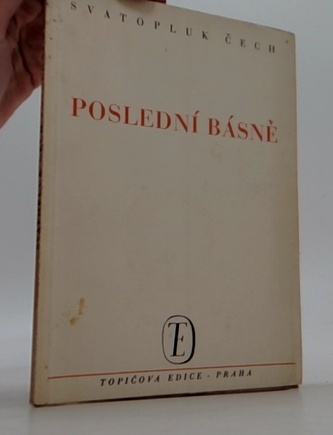 SVATOPLUK ČECH
POSLEDNÍ BÁSNĚ
TE
TOPIČOVA EDICE - PRAHA